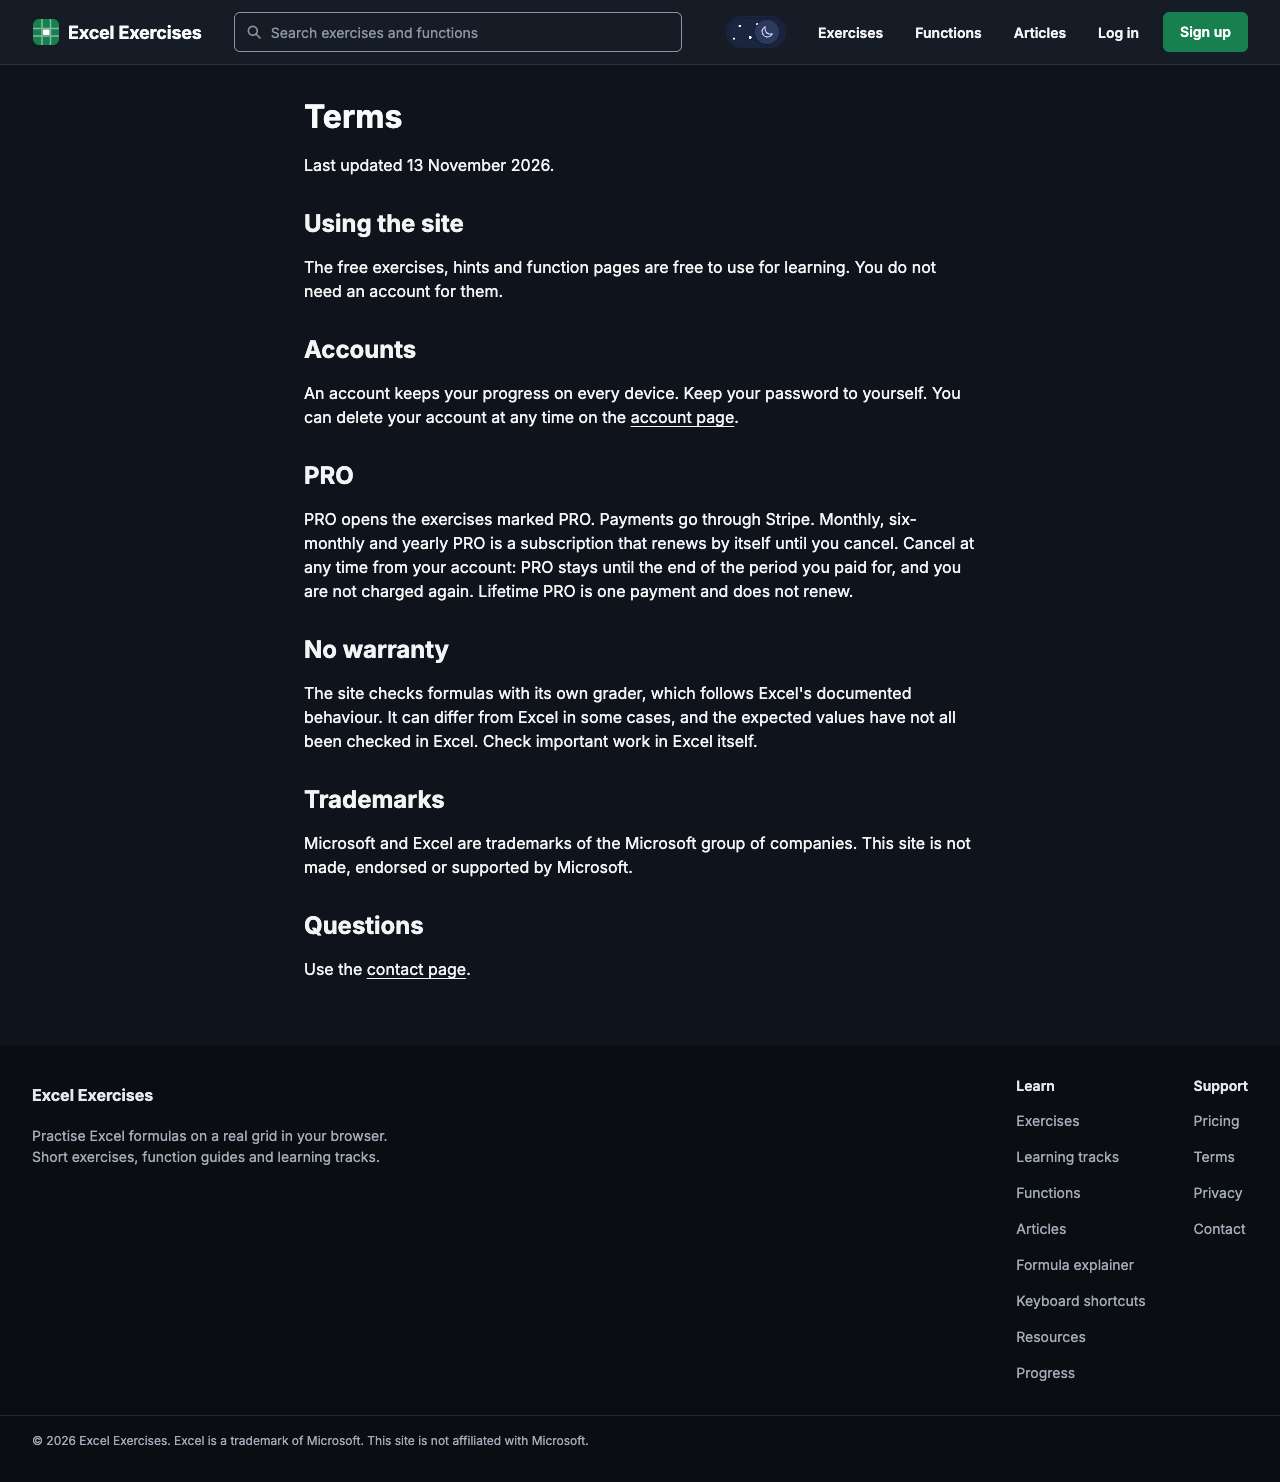 Excel Exercises
Search exercises and functions
Exercises
Functions
Articles
Log in
Sign up
Terms
Last updated 13 November 2026.
Using the site
The free exercises, hints and function pages are free to use for learning. You do not
need an account for them.
Accounts
An account keeps your progress on every device. Keep your password to yourself. You
can delete your account at any time on the account page.
PRO
PRO opens the exercises marked PRO. Payments go through Stripe. Monthly, six-
monthly and yearly PRO is a subscription that renews by itself until you cancel. Cancel at
any time from your account: PRO stays until the end of the period you paid for, and you
are not charged again. Lifetime PRO is one payment and does not renew.
No warranty
The site checks formulas with its own grader, which follows Excel's documented
behaviour. It can differ from Excel in some cases, and the expected values have not all
been checked in Excel. Check important work in Excel itself.
Trademarks
Microsoft and Excel are trademarks of the Microsoft group of companies. This site is not
made, endorsed or supported by Microsoft.
Questions
Use the contact page.
Excel Exercises
Practise Excel formulas on a real grid in your browser.
Short exercises, function guides and learning tracks.
Learn
Exercises
Learning tracks
Functions
Articles
Formula explainer
Keyboard shortcuts
Resources
Progress
Support
Pricing
Terms
Privacy
Contact
© 2026 Excel Exercises. Excel is a trademark of Microsoft. This site is not affiliated with Microsoft.